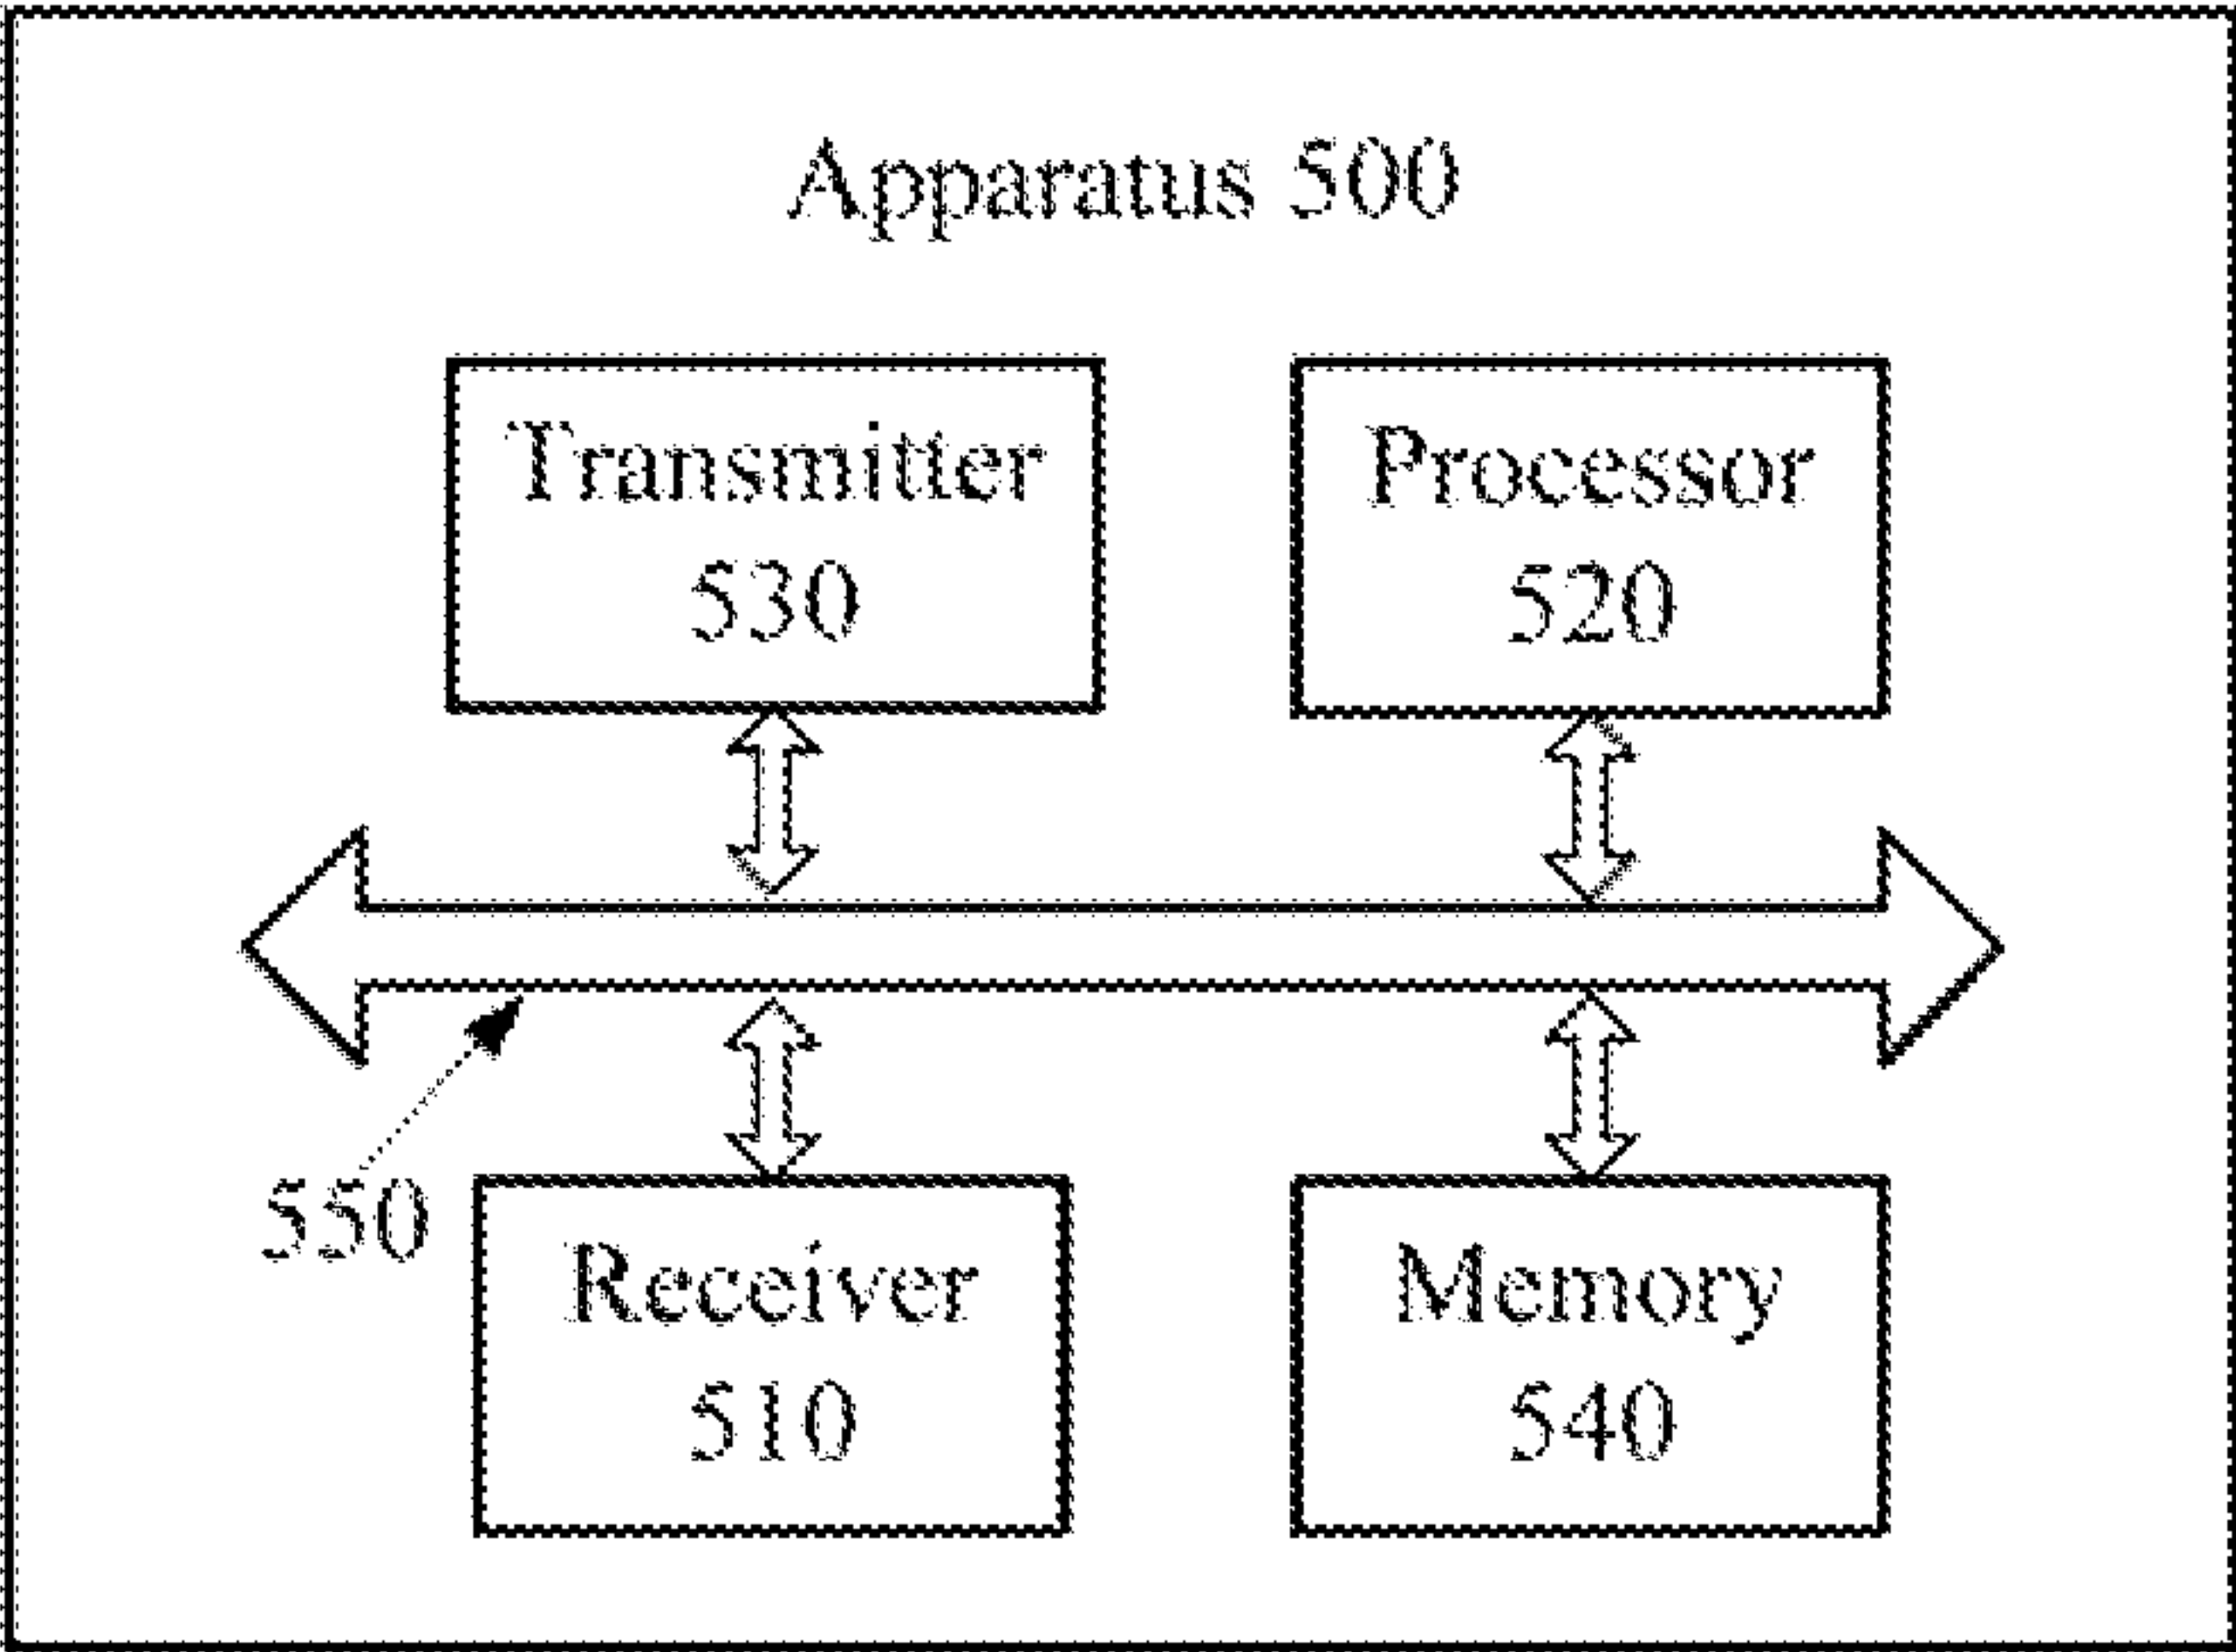 Apparatus 500
Transmitter
530
Processor
520
550
Receiver
510
Memory
540